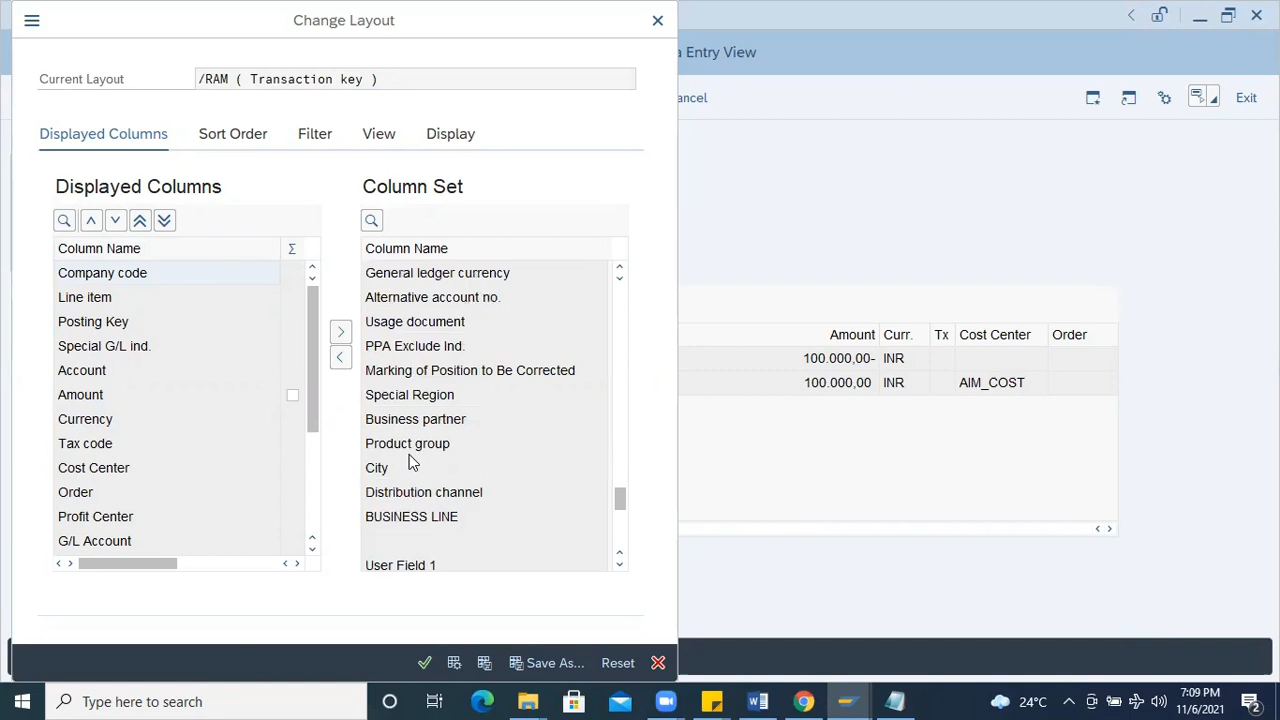 Change Layout
a Entry View
Current Layout
/RAM ( Transaction key )
ancel
Exit
Displayed Columns
Sort Order
Filter
View
Display
Displayed Columns
Column Set
Column Name Σ
Company code
Line item
Posting Key
Special G/L ind.
Account
Amount
Currency
Tax code
Cost Center
Order
Profit Center
G/L Account
Column Name
General ledger currency
Alternative account no.
Usage document
PPA Exclude Ind.
Marking of Position to Be Corrected
Special Region
Business partner
Product group
City
Distribution channel
BUSINESS LINE
User Field 1
Amount Curr. Tx Cost Center Order
100.000,00- INR
100.000,00 INR AIM_COST
Save As...
Reset
Type here to search
24°C
7:09 PM
11/6/2021
2